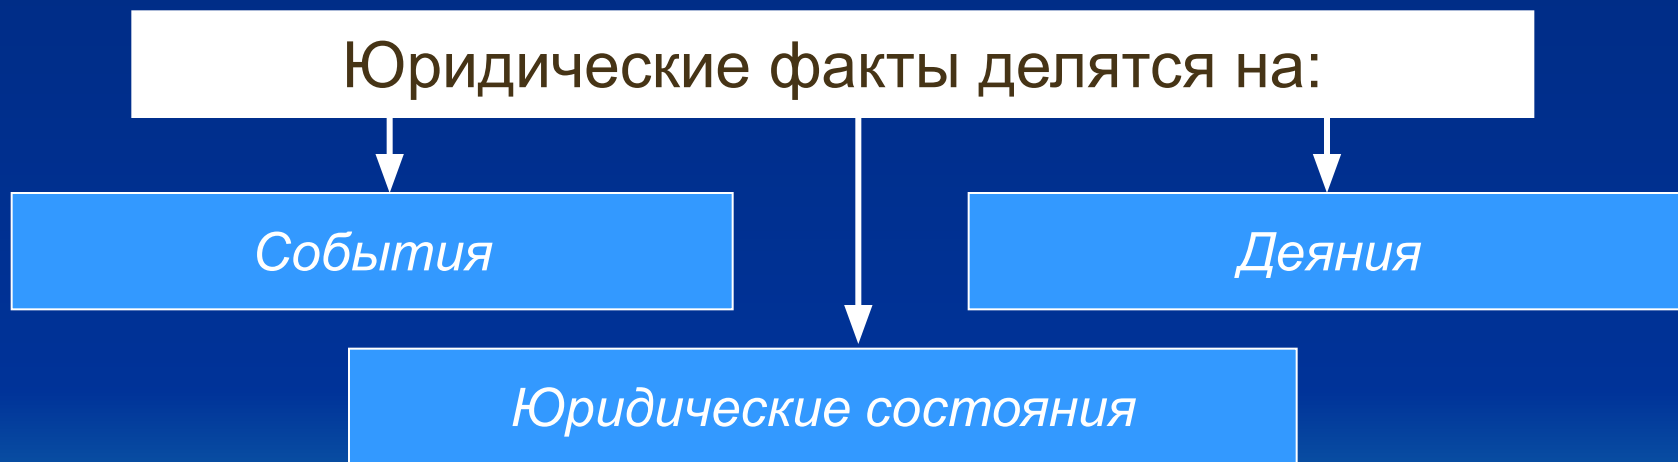 Юридические факты делятся на:
События
Деяния
Юридические состояния